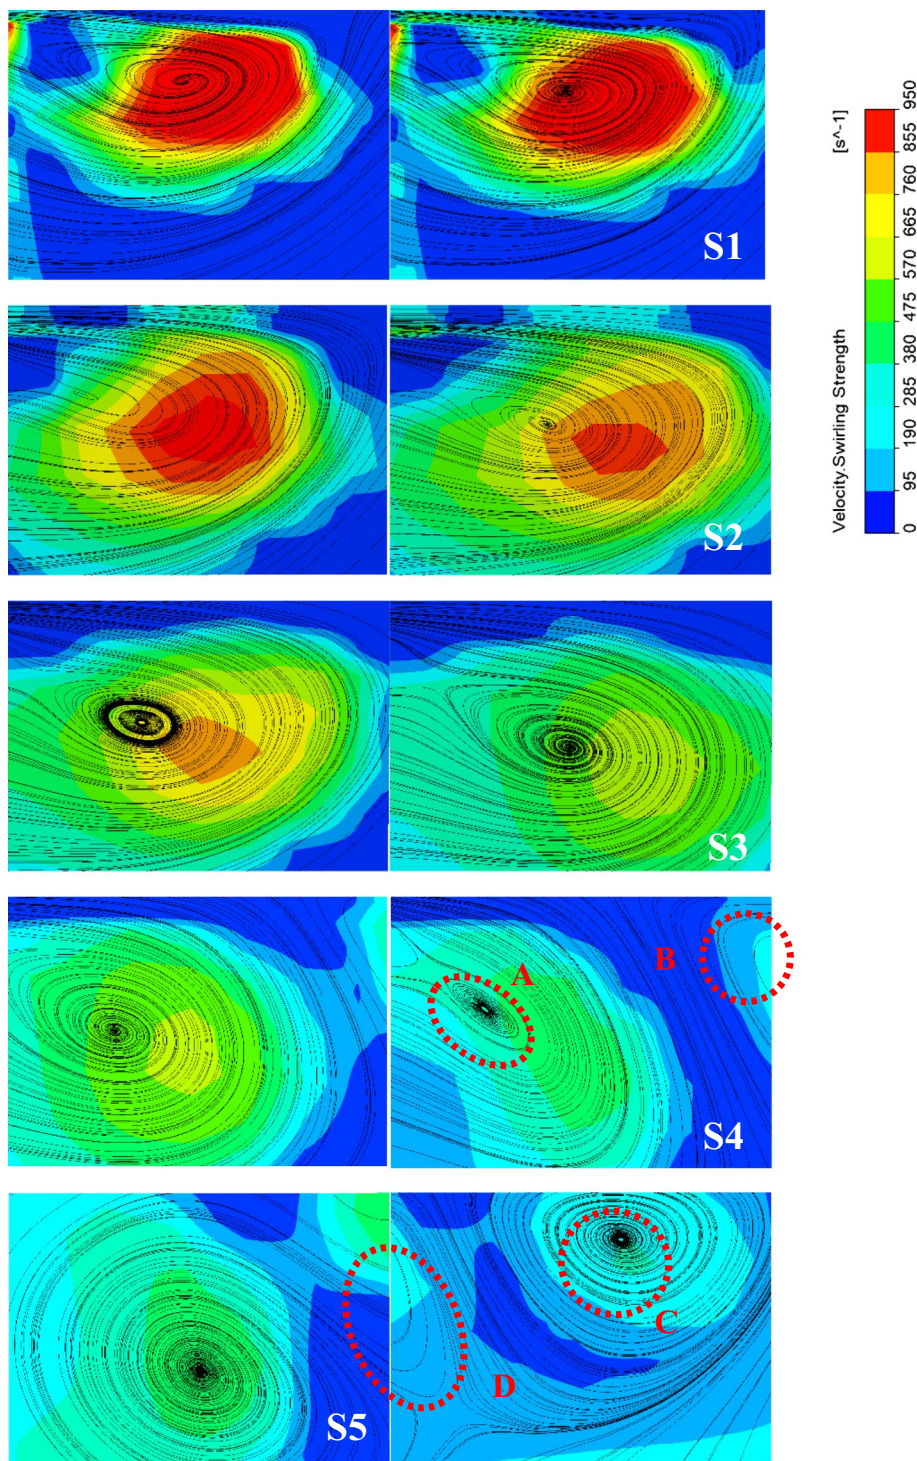 S1
[s^-1]
950
855
760
665
570
475
380
285
190
95
0
Velocity.Swirling Strength
S2
S3
A
B
S4
C
D
S5